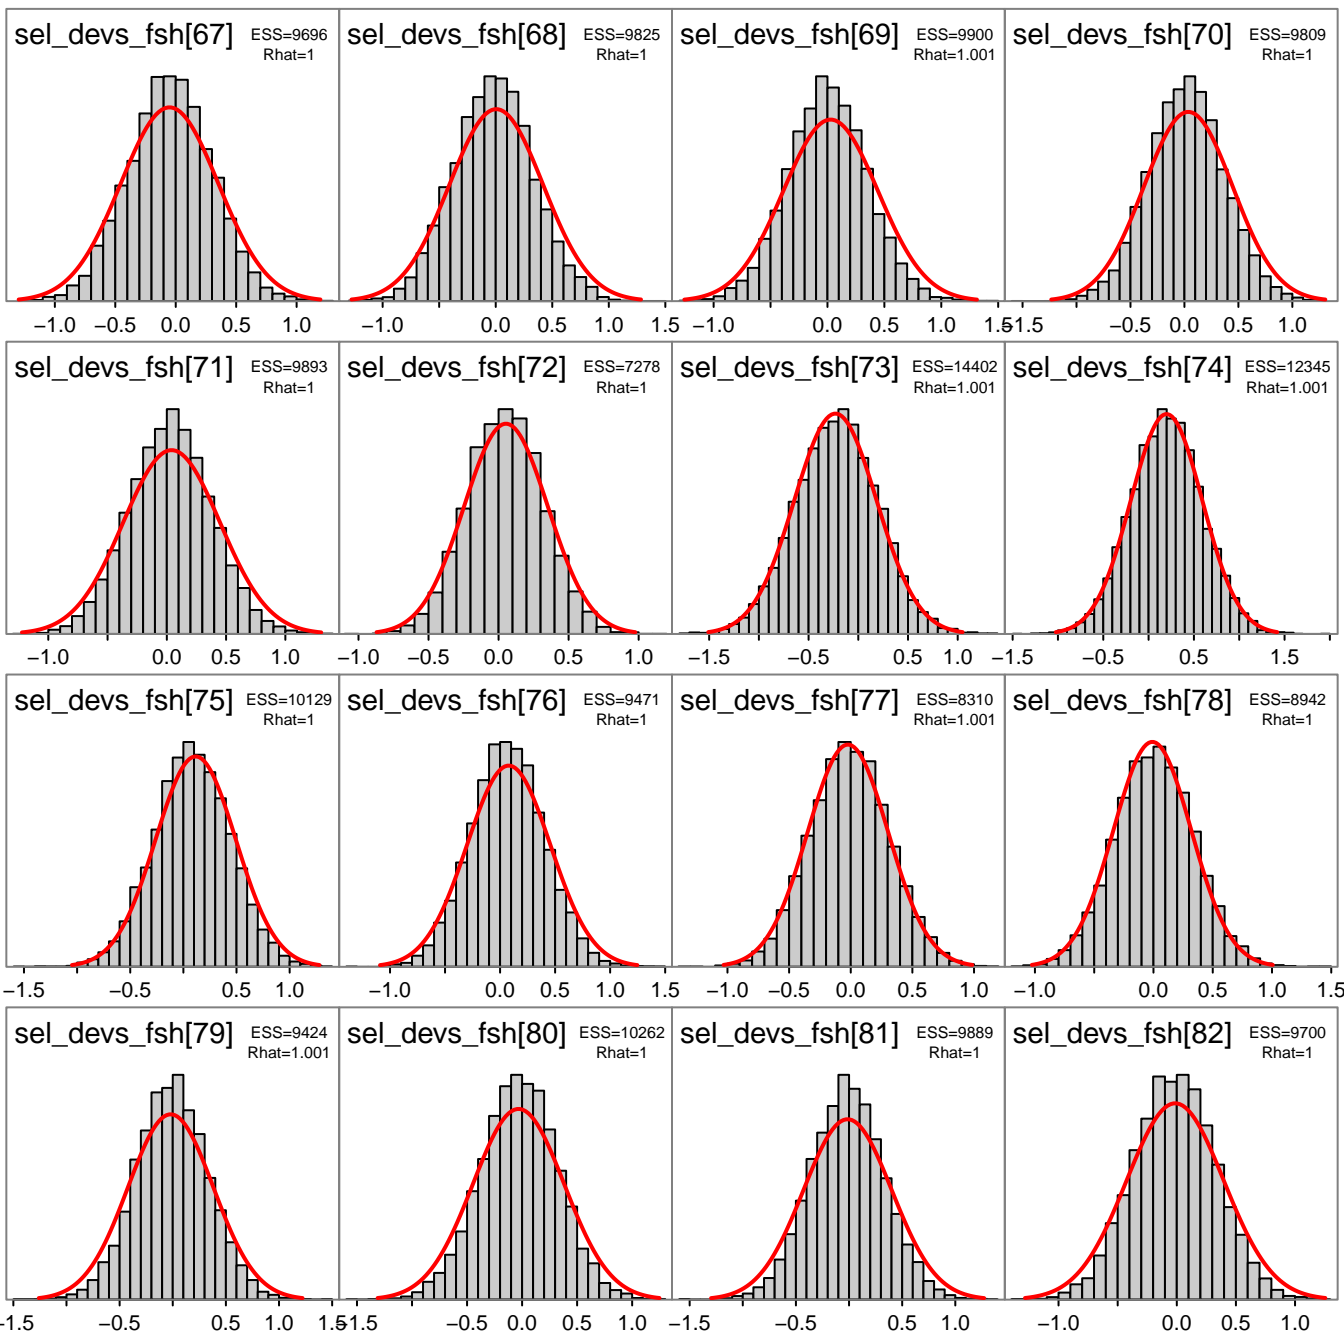 sel_devs_fsh[67] ESS=9696
Rhat=1
sel_devs_fsh[68] ESS=9825
Rhat=1
sel_devs_fsh[69] ESS=9900
Rhat=1.001
sel_devs_fsh[70] ESS=9809
Rhat=1
−1.0 −0.5 0.0 0.5 1.0
−1.0 0.0 0.5 1.0 1.5
−1.0 0.0 0.5 1.0 1.5
−1.5 −0.5 0.0 0.5 1.0
sel_devs_fsh[71] ESS=9893
Rhat=1
sel_devs_fsh[72] ESS=7278
Rhat=1
sel_devs_fsh[73] ESS=14402
Rhat=1.001
sel_devs_fsh[74] ESS=12345
Rhat=1.001
−1.0 0.0 0.5 1.0
−1.0 −0.5 0.0 0.5 1.0
−1.5 −0.5 0.5 1.0
−1.5 −0.5 0.5 1.5
sel_devs_fsh[75] ESS=10129
Rhat=1
sel_devs_fsh[76] ESS=9471
Rhat=1
sel_devs_fsh[77] ESS=8310
Rhat=1.001
sel_devs_fsh[78] ESS=8942
Rhat=1
−1.5 −0.5 0.5 1.0
−1.0 0.0 0.5 1.0 1.5
−1.0 0.0 0.5 1.0
−1.0 0.0 0.5 1.0 1.5
sel_devs_fsh[79] ESS=9424
Rhat=1.001
sel_devs_fsh[80] ESS=10262
Rhat=1
sel_devs_fsh[81] ESS=9889
Rhat=1
sel_devs_fsh[82] ESS=9700
Rhat=1
−1.5 −0.5 0.5 1.0 1.5
−1.5 −0.5 0.0 0.5 1.0
−1.5 −0.5 0.0 0.5 1.0
−1.0 0.0 0.5 1.0